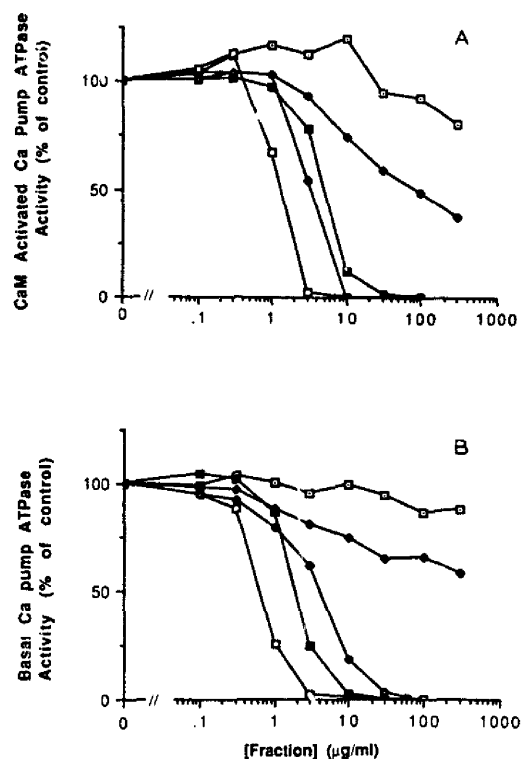 A
CaM Activated Ca Pump ATPase
Activity (% of control)
100
50
0
0
//
.1
1
10
100
1000
B
Basal Ca pump ATPase
Activity (% of control)
100
50
0
0
//
.1
1
10
100
1000
[Fraction] (μg/ml)